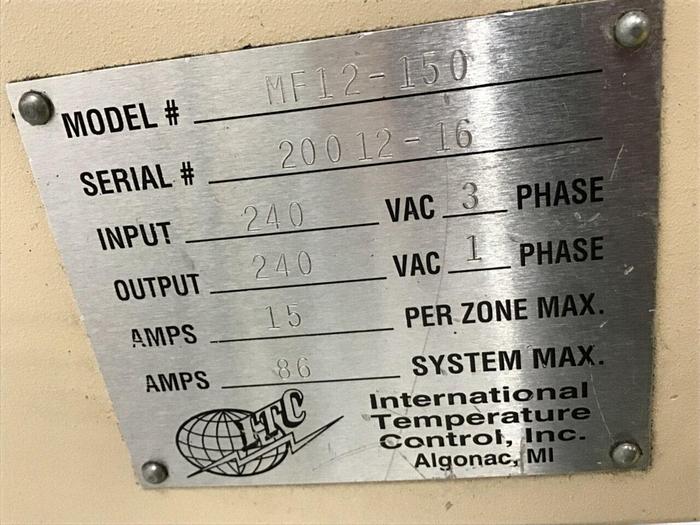 MODEL # MF12-150
SERIAL # 20012-16
INPUT 240 VAC 3 PHASE
OUTPUT 240 VAC 1 PHASE
AMPS 15 PER ZONE MAX.
AMPS 86 SYSTEM MAX.
ITC
International
Temperature
Control, Inc.
Algonac, MI